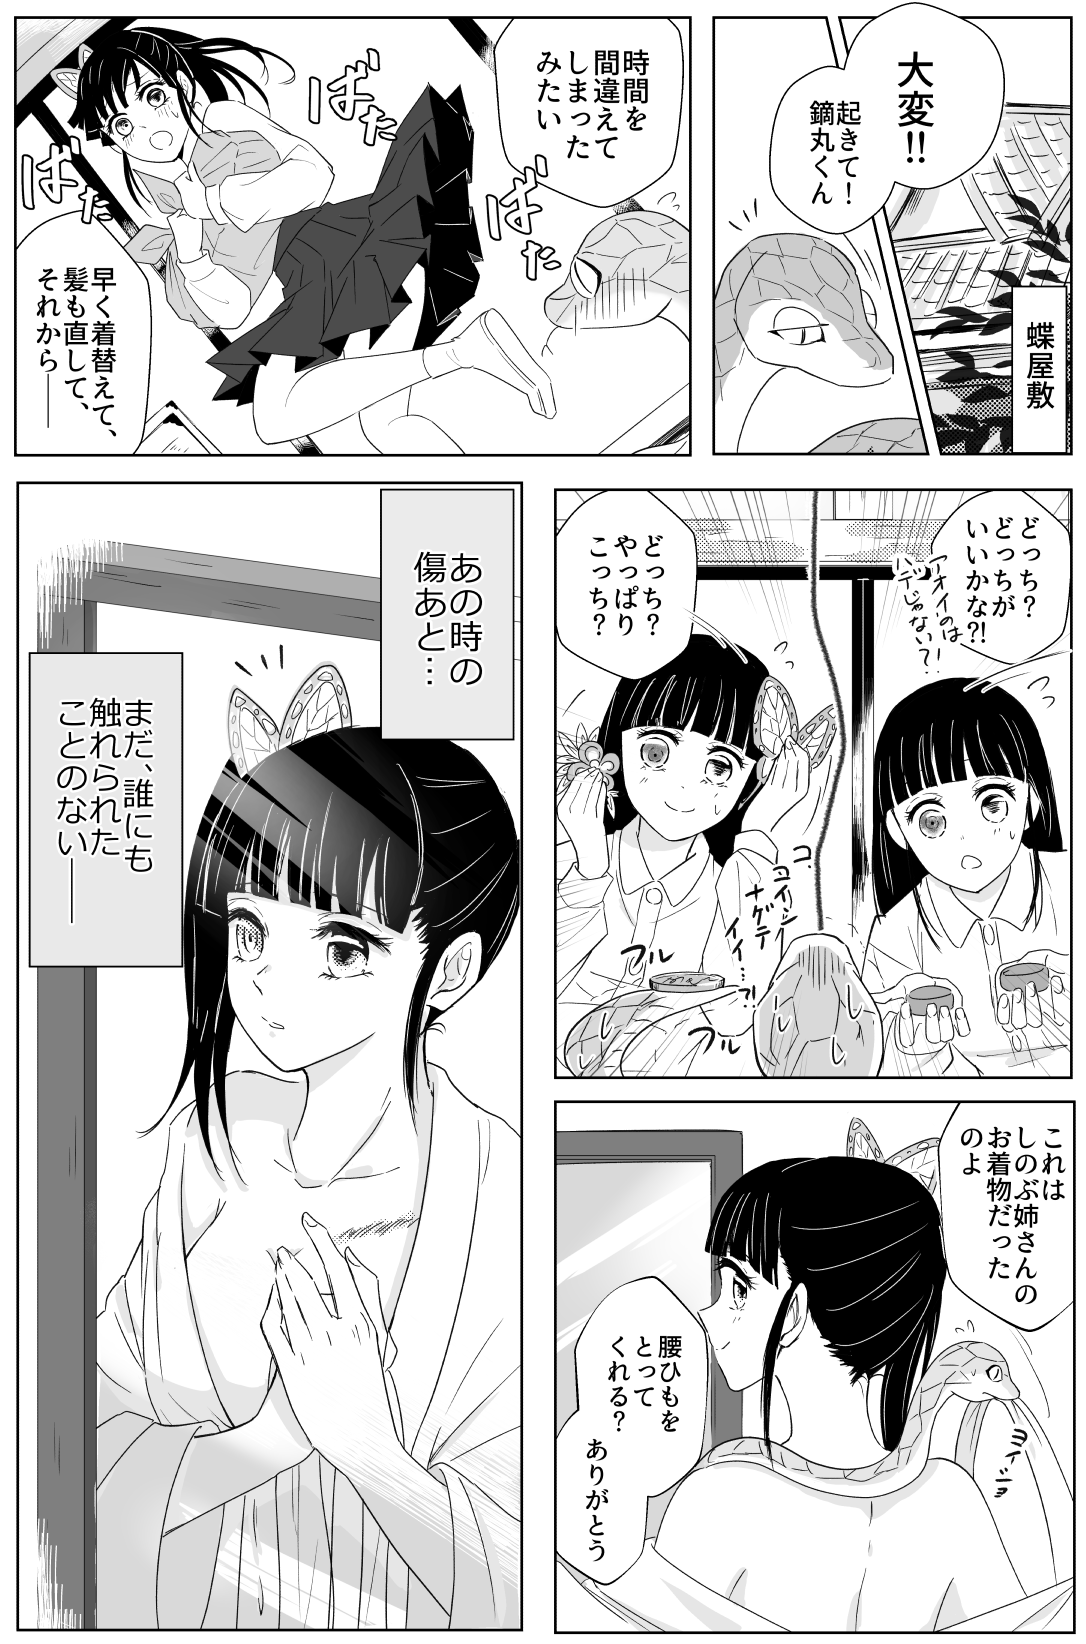 蝶屋敷
大変!!
起きて！
鏑丸くん
時間を
間違えて
しまった
みたい
ばた
ばた
ばた
早く着替えて、
髪も直して、
それから――
どっち？
どっちが
いいかな?!
アオイのは
ハデじゃない?!
どっち？
やっぱり
こっち？
コ、
コイン
ナゲテ
イイ…?!
フル
フル
これは
しのぶ姉さんの
お着物だった
のよ
ヨイショ
腰ひもを
とって
くれる？
ありがとう
あの時の
傷あと…
まだ、誰にも
触れられた
ことのない――